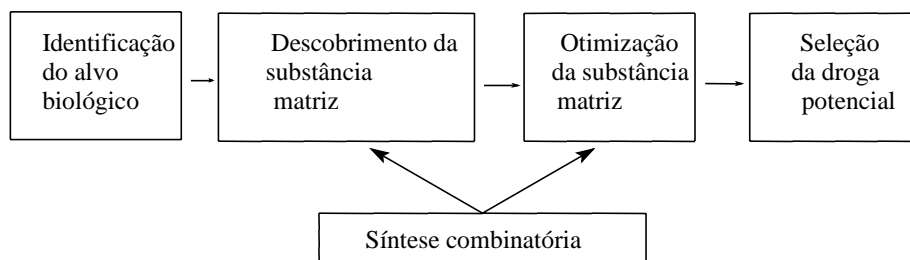 Identificação
do alvo
biológico
Descobrimento da
substância
matriz
Otimização
da substância
matriz
Seleção
da droga
potencial
Síntese combinatória